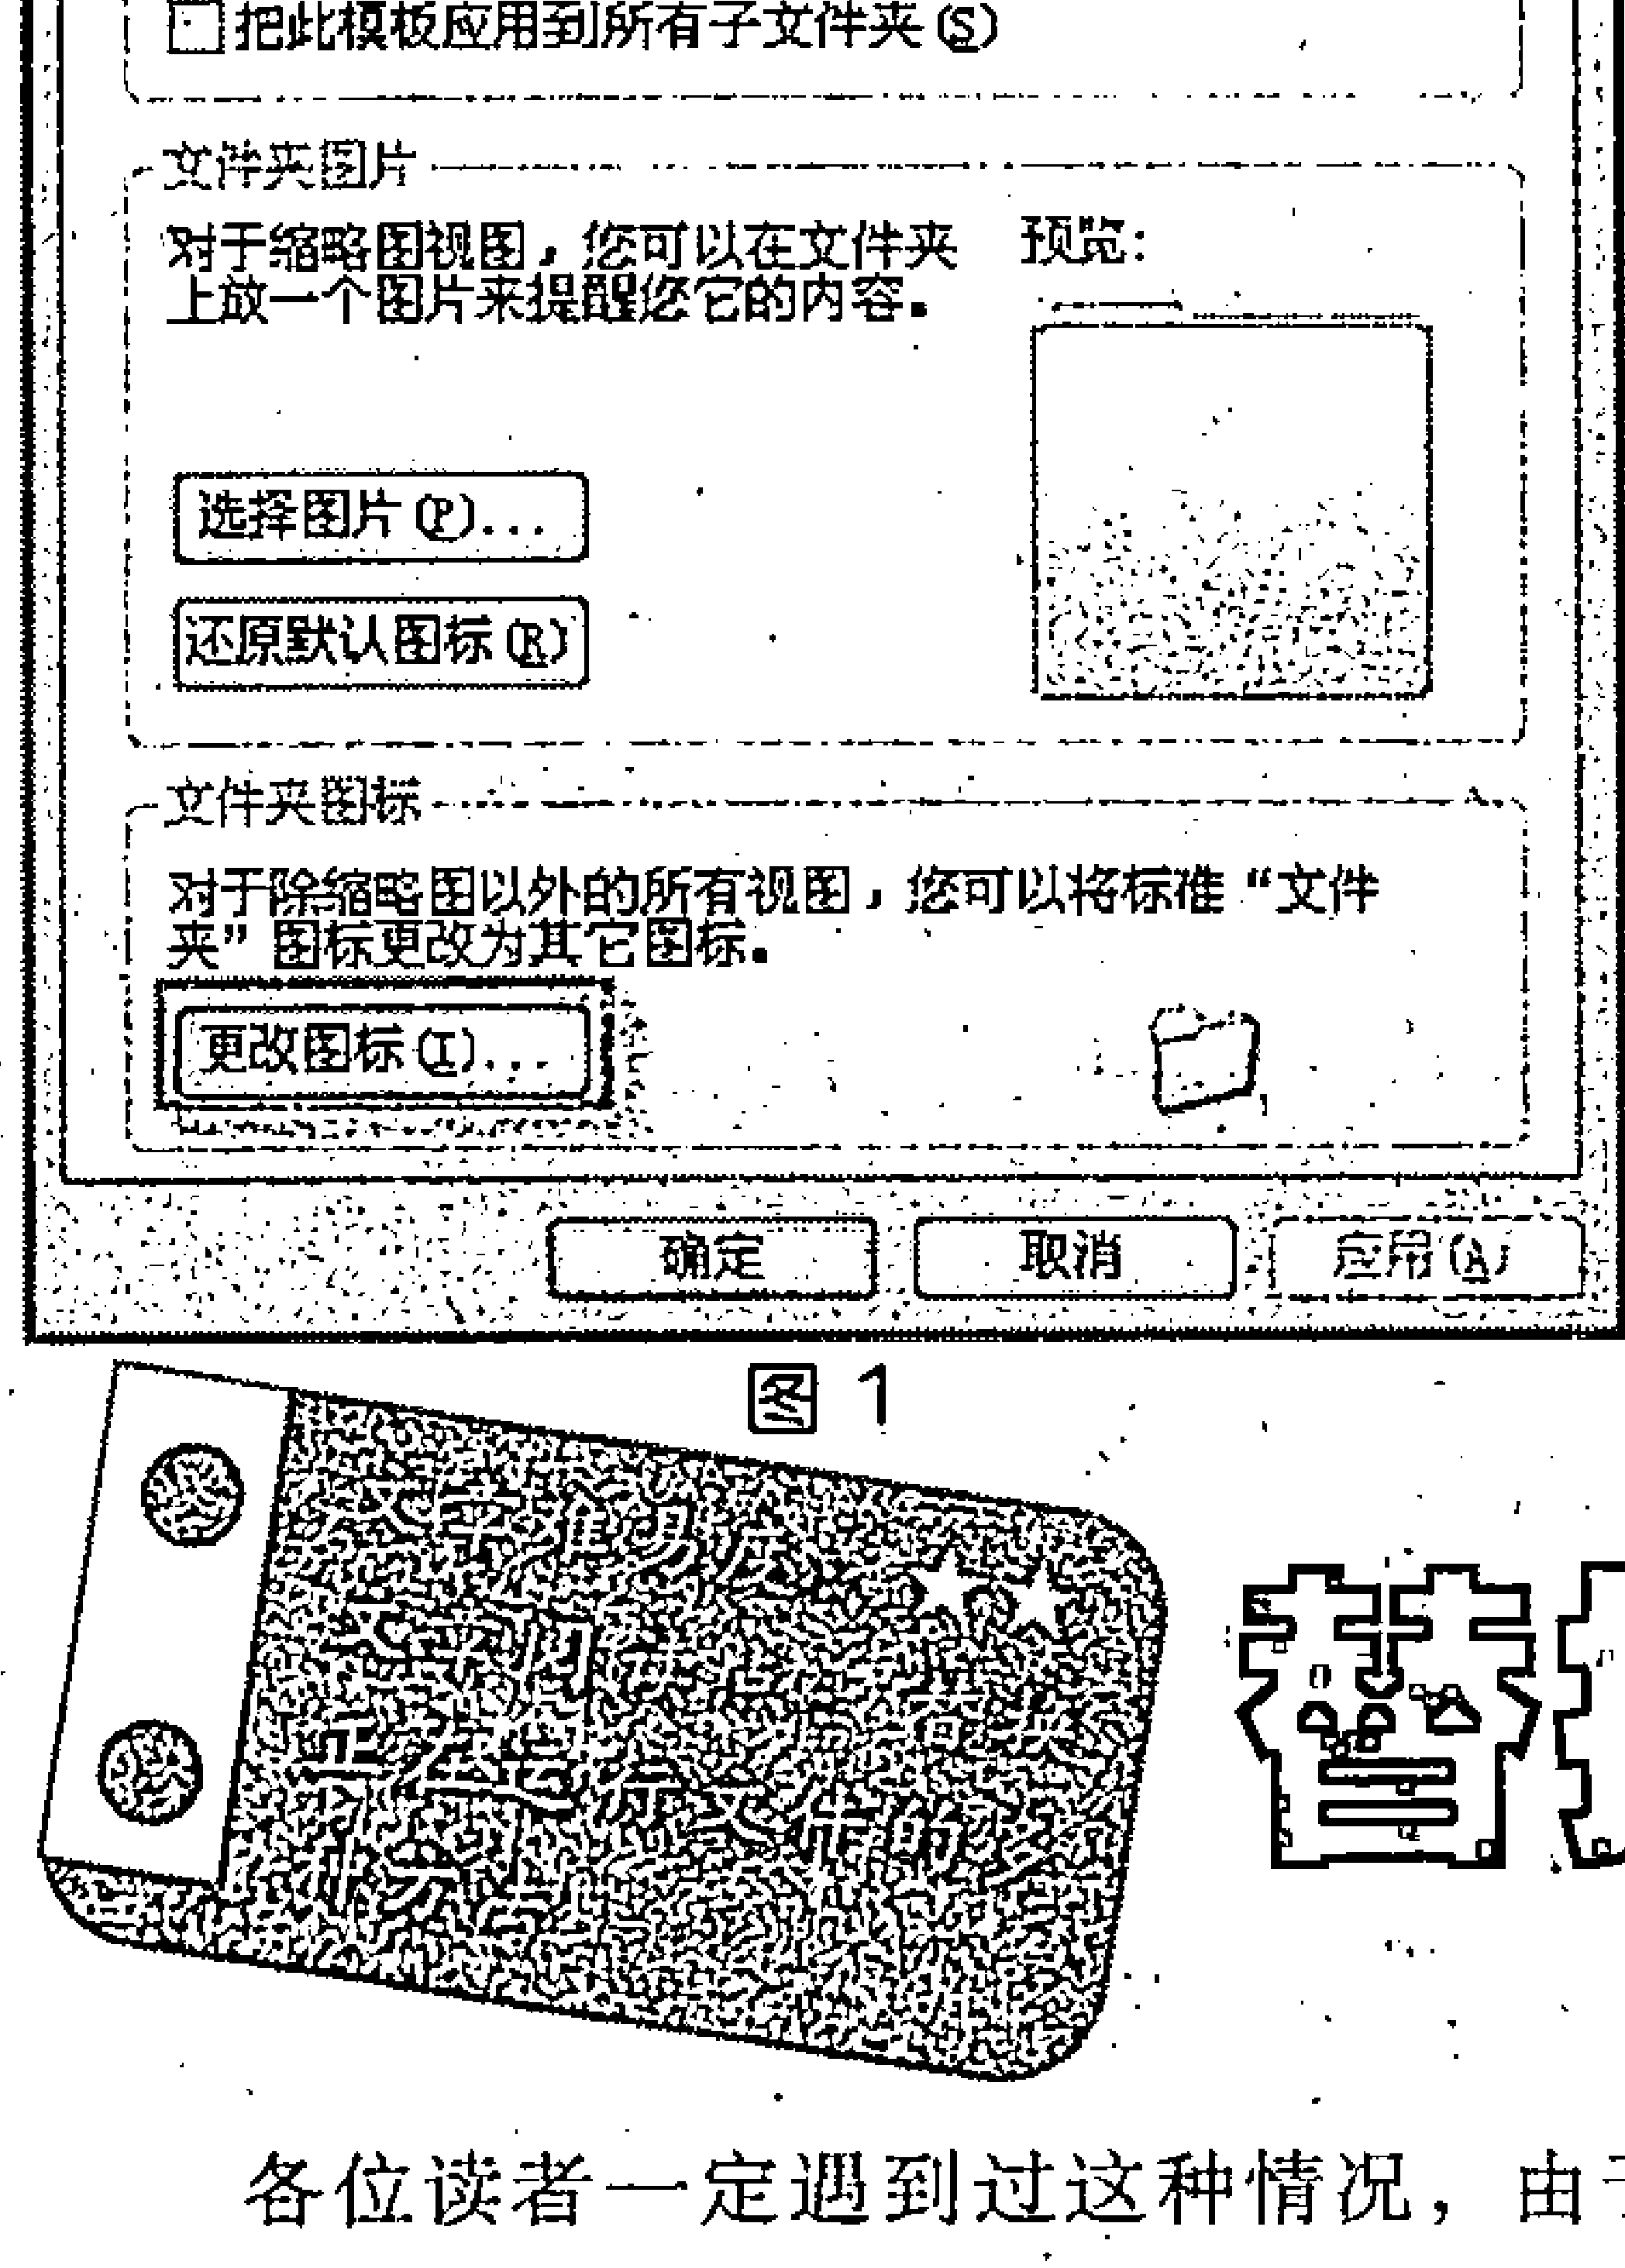 把此模板应用到所有子文件夹(S)
文件夹图片
对于缩略图视图，您可以在文件夹
上放一个图片来提醒您它的内容。
预览：
选择图片(P)...
还原默认图标(R)
文件夹图标
对于除缩略图以外的所有视图，您可以将标准“文件
夹”图标更改为其它图标。
更改图标(I)...
确定
取消
应用(A)
图1
各位读者一定遇到过这种情况，由于